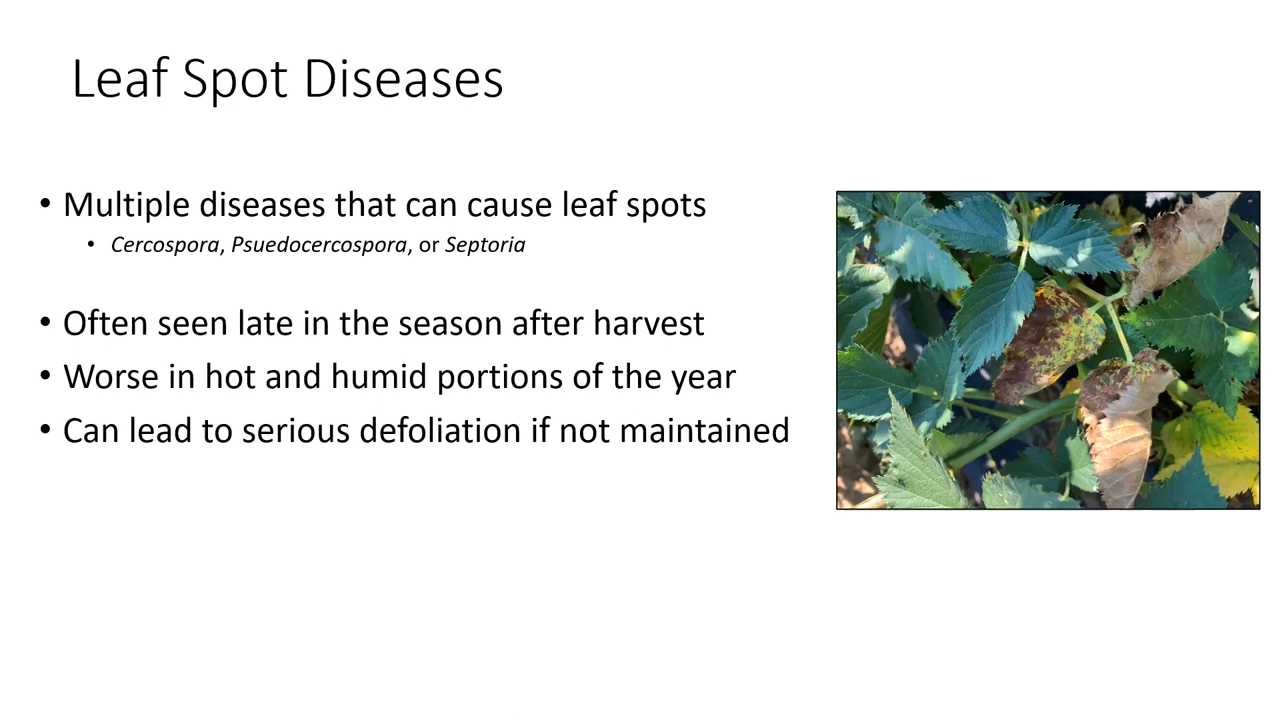 Leaf Spot Diseases
• Multiple diseases that can cause leaf spots
• Cercospora, Psuedocercospora, or Septoria
• Often seen late in the season after harvest
• Worse in hot and humid portions of the year
• Can lead to serious defoliation if not maintained